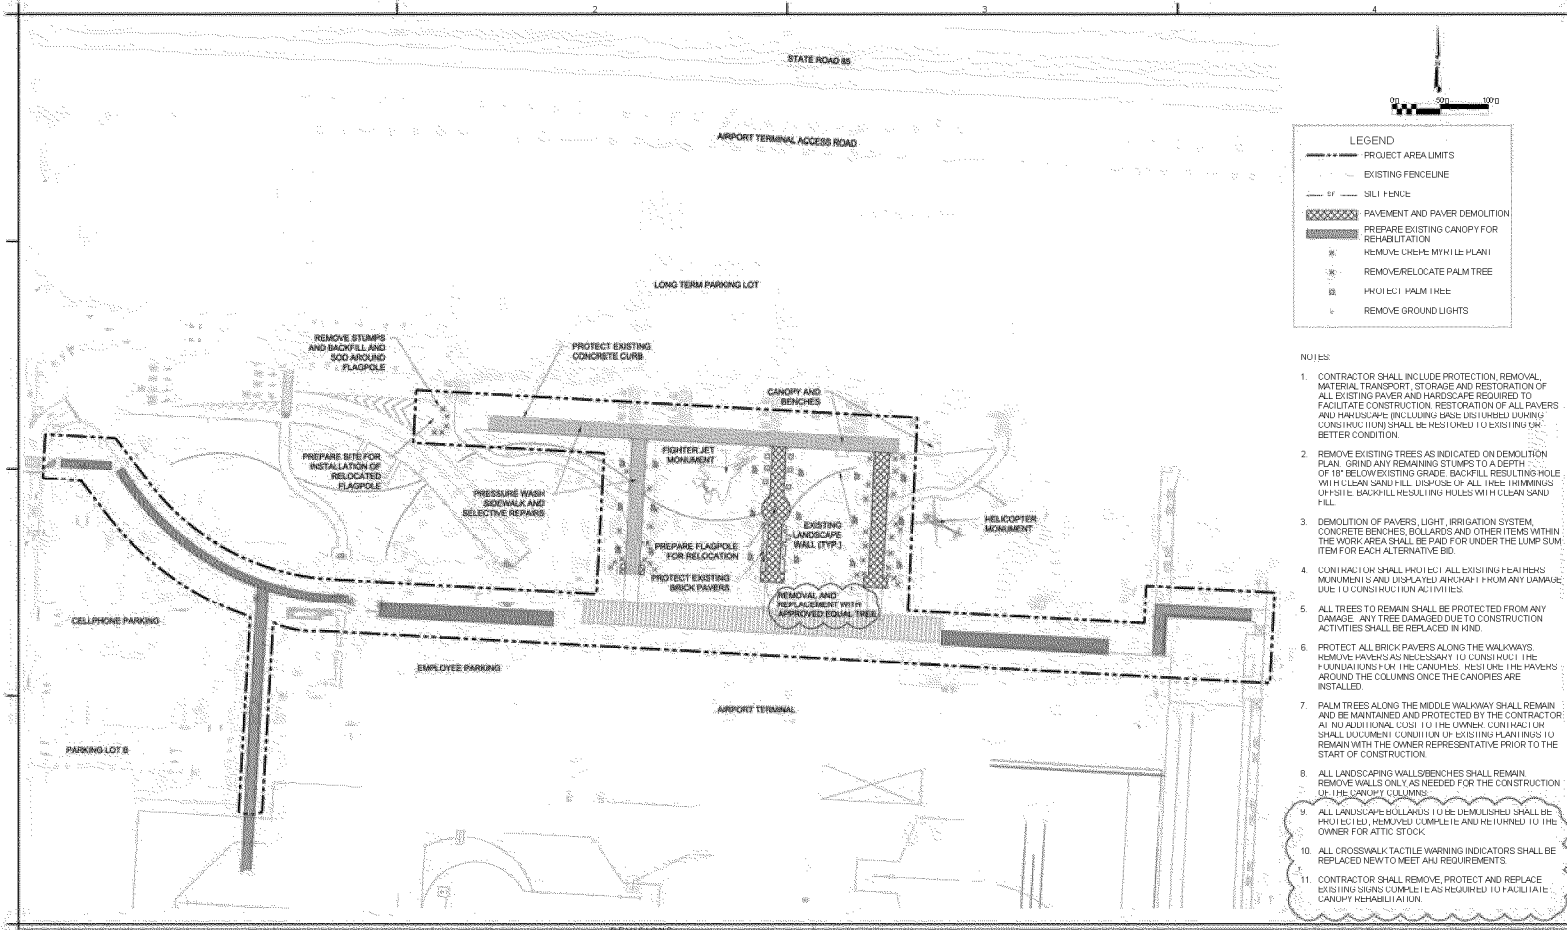 2
3
4
STATE ROAD 85
AIRPORT TERMINAL ACCESS ROAD
LONG TERM PARKING LOT
REMOVE STUMPS
AND BACKFILL AND
SOD AROUND
FLAGPOLE
PROTECT EXISTING
CONCRETE CURB
CANOPY AND
BENCHES
PREPARE SITE FOR
INSTALLATION OF
RELOCATED
FLAGPOLE
FIGHTER JET
MONUMENT
PRESSURE WASH
SIDEWALK AND
SELECTIVE REPAIRS
EXISTING
LANDSCAPE
WALL (TYP.)
HELICOPTER
MONUMENT
PREPARE FLAGPOLE
FOR RELOCATION
PROTECT EXISTING
BRICK PAVERS
REMOVAL AND
REPLACEMENT WITH
APPROVED EQUAL TREE
CELLPHONE PARKING
EMPLOYEE PARKING
AIRPORT TERMINAL
PARKING LOT B
LEGEND
PROJECT AREA LIMITS
EXISTING FENCELINE
SF SILT FENCE
PAVEMENT AND PAVER DEMOLITION
PREPARE EXISTING CANOPY FOR
REHABILITATION
REMOVE CREPE MYRTLE PLANT
REMOVE/RELOCATE PALM TREE
PROTECT PALM TREE
REMOVE GROUND LIGHTS
NOTES:
1. CONTRACTOR SHALL INCLUDE PROTECTION, REMOVAL,
MATERIAL TRANSPORT, STORAGE AND RESTORATION OF
ALL EXISTING PAVER AND HARDSCAPE REQUIRED TO
FACILITATE CONSTRUCTION. RESTORATION OF ALL PAVERS
AND HARDSCAPE (INCLUDING BASE DISTURBED DURING
CONSTRUCTION) SHALL BE RESTORED TO EXISTING OR
BETTER CONDITION.
2. REMOVE EXISTING TREES AS INDICATED ON DEMOLITION
PLAN. GRIND ANY REMAINING STUMPS TO A DEPTH
OF 18" BELOW EXISTING GRADE. BACKFILL RESULTING HOLE
WITH CLEAN SAND FILL. DISPOSE OF ALL TREE TRIMMINGS
OFFSITE. BACKFILL RESULTING HOLES WITH CLEAN SAND
FILL.
3. DEMOLITION OF PAVERS, LIGHT, IRRIGATION SYSTEM,
CONCRETE BENCHES, BOLLARDS AND OTHER ITEMS WITHIN
THE WORK AREA SHALL BE PAID FOR UNDER THE LUMP SUM
ITEM FOR EACH ALTERNATIVE BID.
4. CONTRACTOR SHALL PROTECT ALL EXISTING FEATHERS
MONUMENTS AND DISPLAYED AIRCRAFT FROM ANY DAMAGE
DUE TO CONSTRUCTION ACTIVITIES.
5. ALL TREES TO REMAIN SHALL BE PROTECTED FROM ANY
DAMAGE. ANY TREE DAMAGED DUE TO CONSTRUCTION
ACTIVITIES SHALL BE REPLACED IN KIND.
6. PROTECT ALL BRICK PAVERS ALONG THE WALKWAYS.
REMOVE PAVERS AS NECESSARY TO CONSTRUCT THE
FOUNDATIONS FOR THE CANOPIES. RESTORE THE PAVERS
AROUND THE COLUMNS ONCE THE CANOPIES ARE
INSTALLED.
7. PALM TREES ALONG THE MIDDLE WALKWAY SHALL REMAIN
AND BE MAINTAINED AND PROTECTED BY THE CONTRACTOR
AT NO ADDITIONAL COST TO THE OWNER. CONTRACTOR
SHALL DOCUMENT CONDITION OF EXISTING PLANTINGS TO
REMAIN WITH THE OWNER REPRESENTATIVE PRIOR TO THE
START OF CONSTRUCTION.
8. ALL LANDSCAPING WALLS/BENCHES SHALL REMAIN.
REMOVE WALLS ONLY AS NEEDED FOR THE CONSTRUCTION
OF THE CANOPY COLUMNS.
9. ALL LANDSCAPE BOLLARDS TO BE DEMOLISHED SHALL BE
PROTECTED, REMOVED COMPLETE AND RETURNED TO THE
OWNER FOR ATTIC STOCK.
10. ALL CROSSWALK TACTILE WARNING INDICATORS SHALL BE
REPLACED NEW TO MEET AHJ REQUIREMENTS.
11. CONTRACTOR SHALL REMOVE, PROTECT AND REPLACE
EXISTING SIGNS COMPLETE AS REQUIRED TO FACILITATE
CANOPY REHABILITATION.